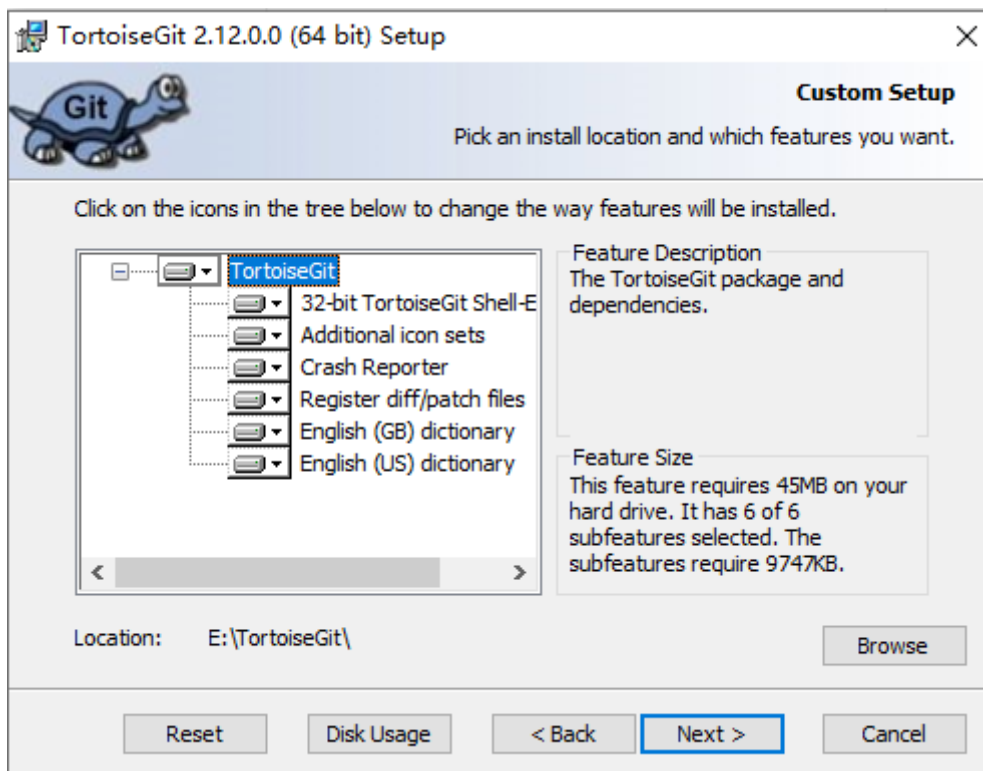 TortoiseGit 2.12.0.0 (64 bit) Setup
Git
Custom Setup
Pick an install location and which features you want.
Click on the icons in the tree below to change the way features will be installed.
TortoiseGit
32-bit TortoiseGit Shell-E
Additional icon sets
Crash Reporter
Register diff/patch files
English (GB) dictionary
English (US) dictionary
Feature Description
The TortoiseGit package and
dependencies.
Feature Size
This feature requires 45MB on your
hard drive. It has 6 of 6
subfeatures selected. The
subfeatures require 9747KB.
Location: E:\TortoiseGit\
Browse
Reset Disk Usage < Back Next > Cancel